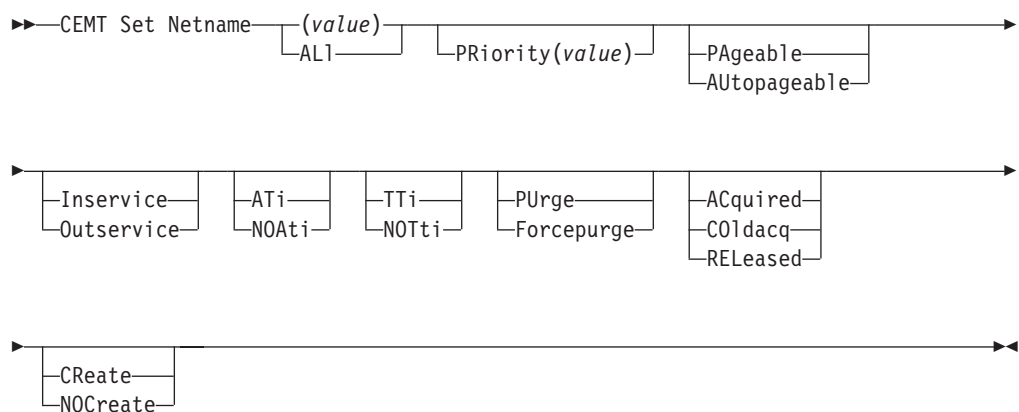 CEMT Set Netname (value) PRiority(value) PAgeable
ALl AUtopageable
Inservice ATi TTi PUrge ACquired
Outservice NOAti NOTti Forcepurge COldacq
RELeased
CReate
NOCreate